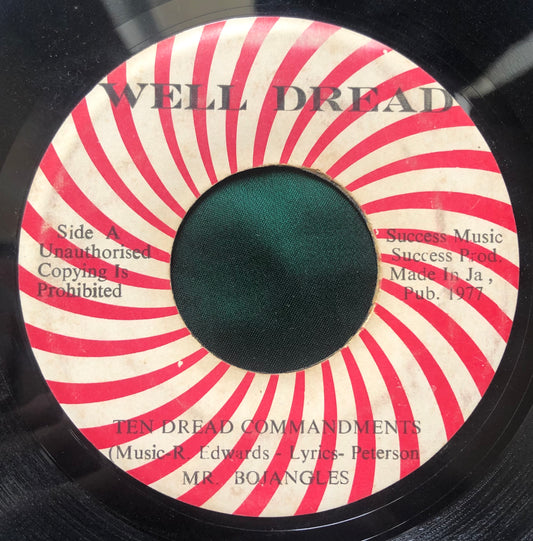 WELL DREAD
Side A
Unauthorised
Copying Is
Prohibited
Success Music
Success Prod.
Made In Ja ,
Pub. 1977
TEN DREAD COMMANDMENTS
(Music-R. Edwards - Lyrics- Peterson
MR. BOJANGLES